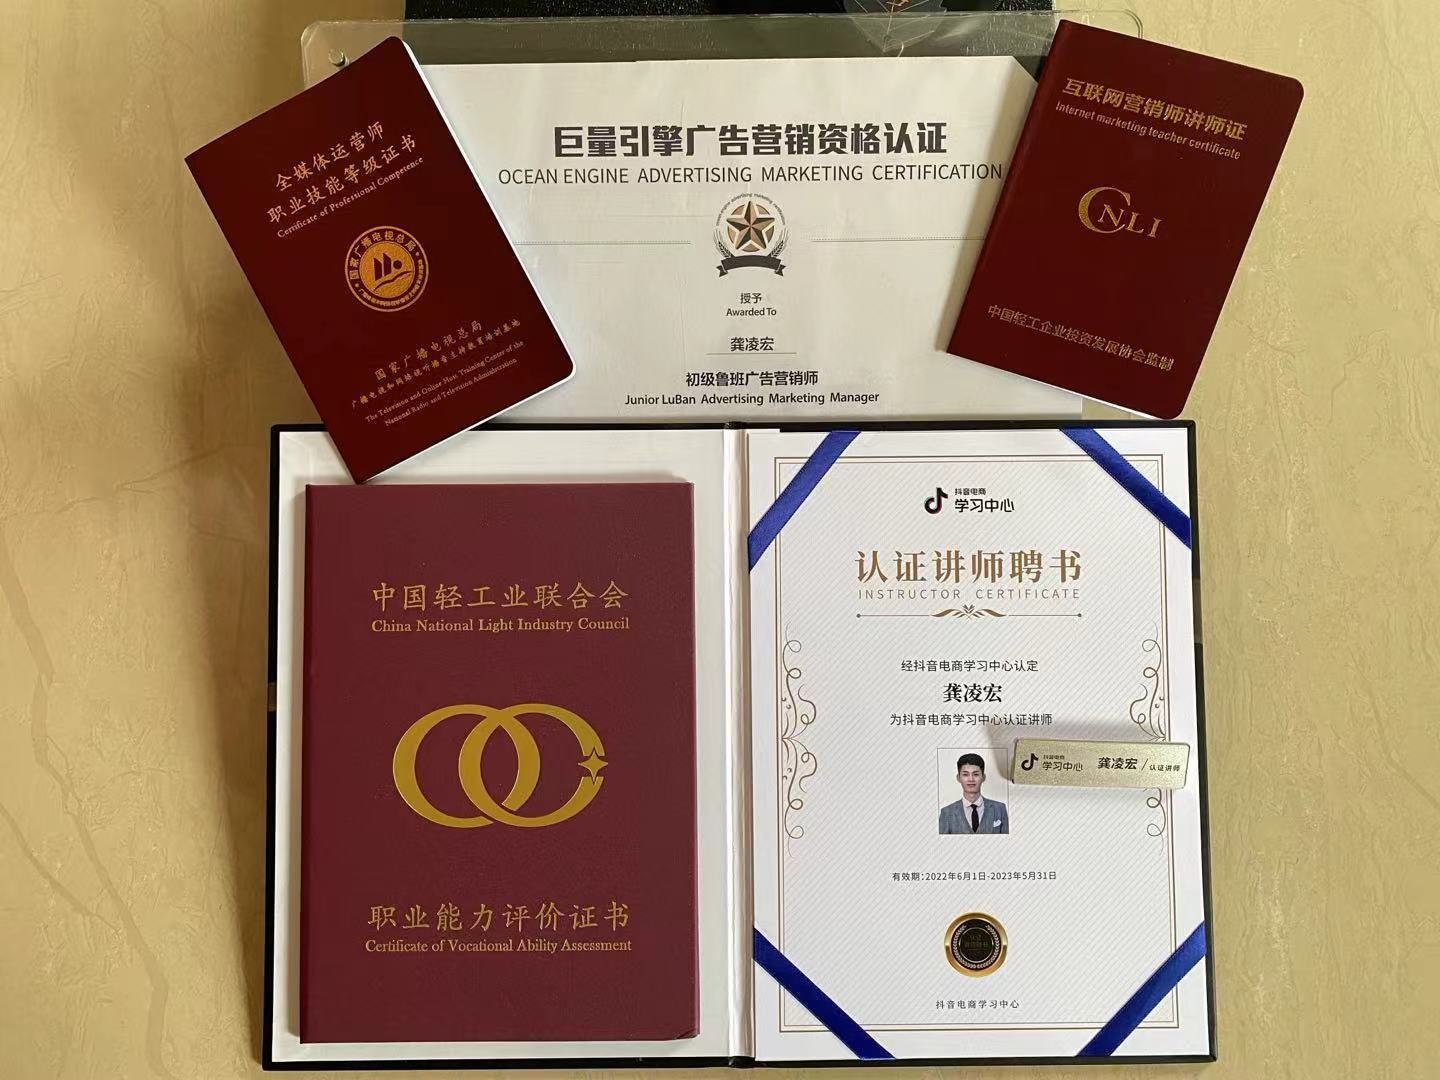 全媒体运营师
职业技能等级证书
Certificate of Professional Competence
国家广播电视总局
国家广播电视总局
广播电视和网络视听播音主持教育培训基地
The Television and Online Host Training Center of the
National Radio and Television Administration
巨量引擎广告营销资格认证
OCEAN ENGINE ADVERTISING MARKETING CERTIFICATION
授予
Awarded To
龚凌宏
初级鲁班广告营销师
Junior LuBan Advertising Marketing Manager
互联网营销师讲师证
Internet marketing teacher certificate
CNLI
中国轻工企业投资发展协会监制
中国轻工业联合会
China National Light Industry Council
职业能力评价证书
Certificate of Vocational Ability Assessment
抖音电商
学习中心
认证讲师聘书
INSTRUCTOR CERTIFICATE
经抖音电商学习中心认定
龚凌宏
为抖音电商学习中心认证讲师
抖音电商
学习中心 龚凌宏/认证讲师
有效期:2022年6月1日-2023年5月31日
抖音电商学习中心